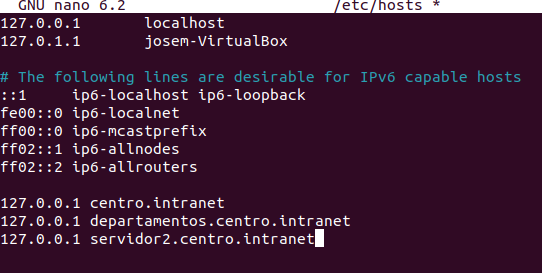 GNU nano 6.2 /etc/hosts *
127.0.0.1 localhost
127.0.1.1 josem-VirtualBox
# The following lines are desirable for IPv6 capable hosts
::1 ip6-localhost ip6-loopback
fe00::0 ip6-localnet
ff00::0 ip6-mcastprefix
ff02::1 ip6-allnodes
ff02::2 ip6-allrouters
127.0.0.1 centro.intranet
127.0.0.1 departamentos.centro.intranet
127.0.0.1 servidor2.centro.intranet